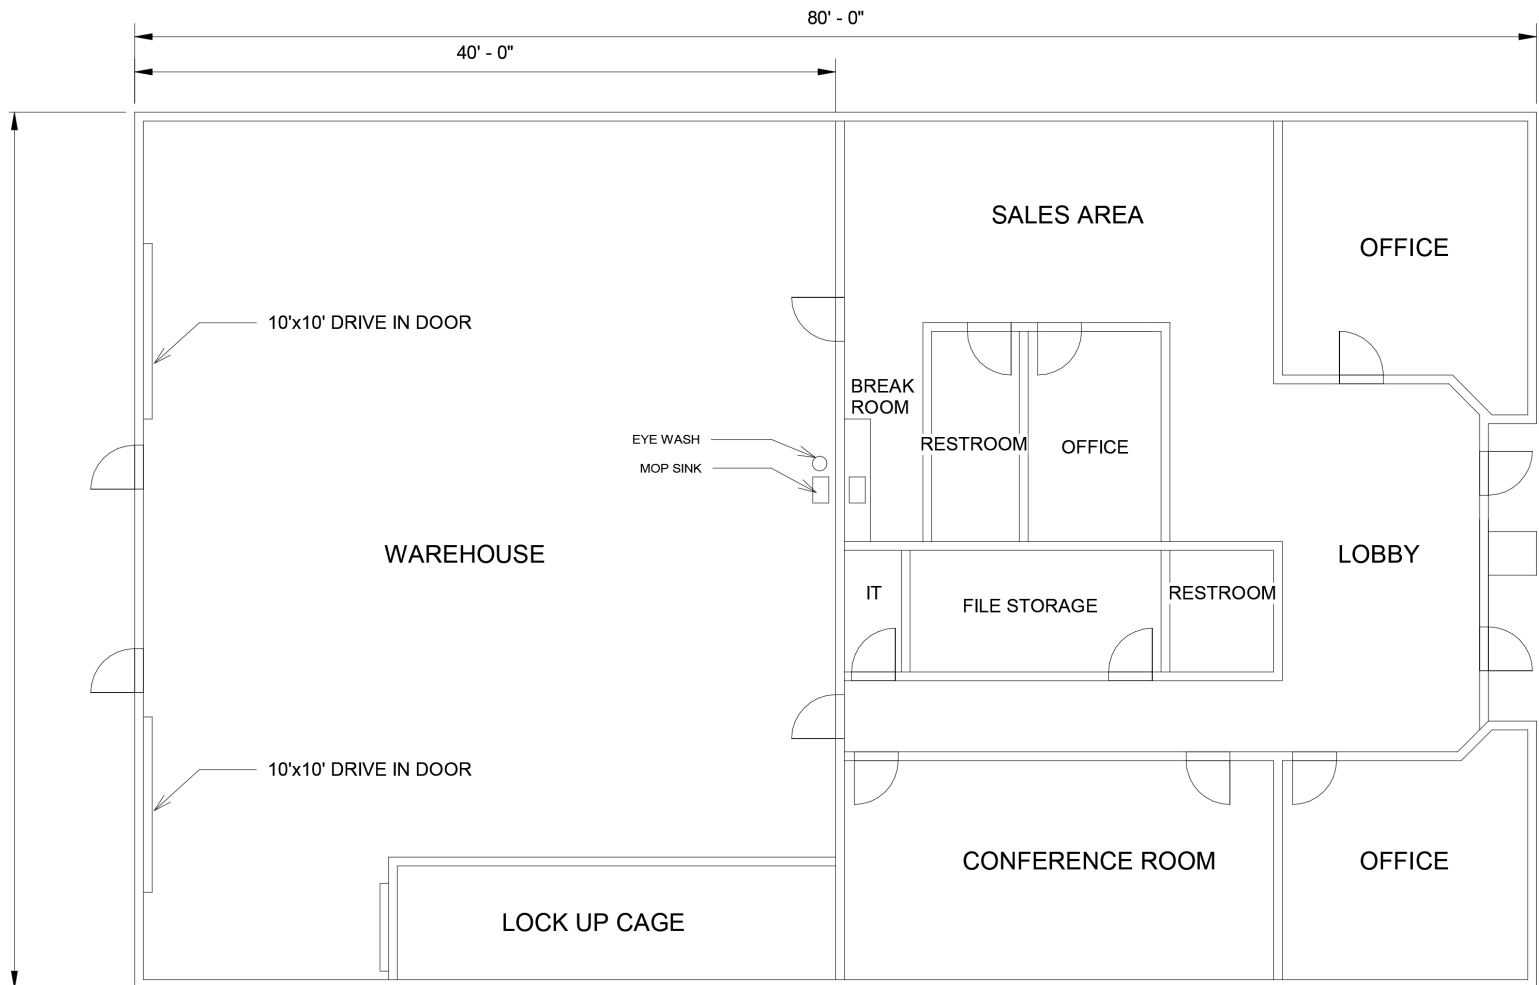 80' - 0"
40' - 0"
SALES AREA
OFFICE
10'x10' DRIVE IN DOOR
BREAK
ROOM
EYE WASH
RESTROOM
OFFICE
MOP SINK
WAREHOUSE
LOBBY
IT
FILE STORAGE
RESTROOM
10'x10' DRIVE IN DOOR
CONFERENCE ROOM
OFFICE
LOCK UP CAGE